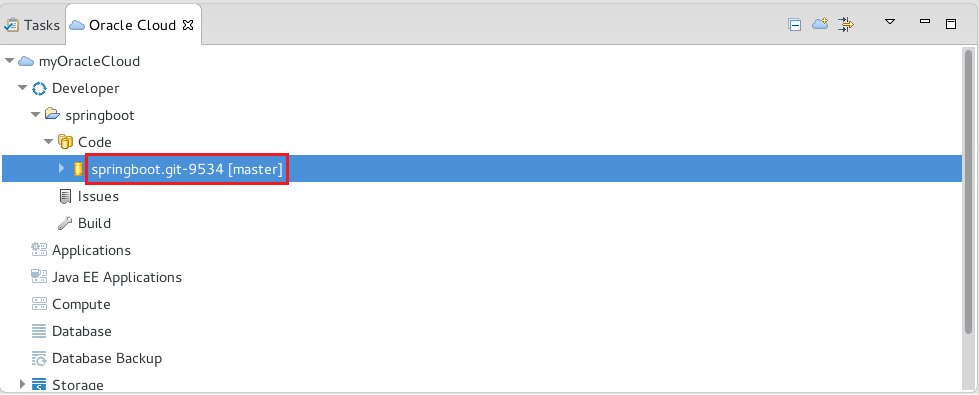 Tasks Oracle Cloud
myOracleCloud
Developer
springboot
Code
springboot.git-9534 [master]
Issues
Build
Applications
Java EE Applications
Compute
Database
Database Backup
Storage